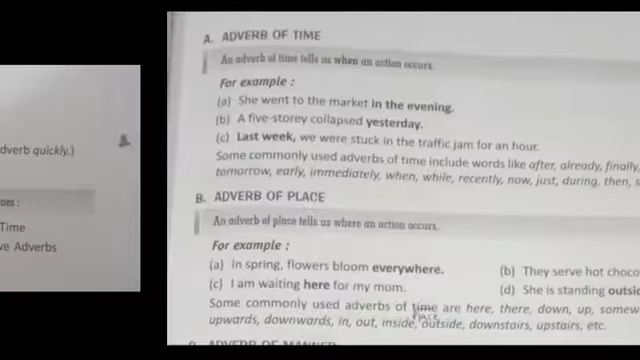 dverb quickly.)
nes :
Time
ve Adverbs
A. ADVERB OF TIME
An adverb of time tells us when an action occurs.
For example :
(a) She went to the market in the evening.
(b) A five-storey collapsed yesterday.
(c) Last week, we were stuck in the traffic jam for an hour.
Some commonly used adverbs of time include words like after, already, finally,
tomorrow, early, immediately, when, while, recently, now, just, during, then, s
B. ADVERB OF PLACE
An adverb of place tells us where an action occurs.
For example :
(a) In spring, flowers bloom everywhere. (b) They serve hot choco
(c) I am waiting here for my mom. (d) She is standing outsid
Some commonly used adverbs of time are here, there, down, up, somew
place
upwards, downwards, in, out, inside, outside, downstairs, upstairs, etc.
C. ADVERB OF MANNER